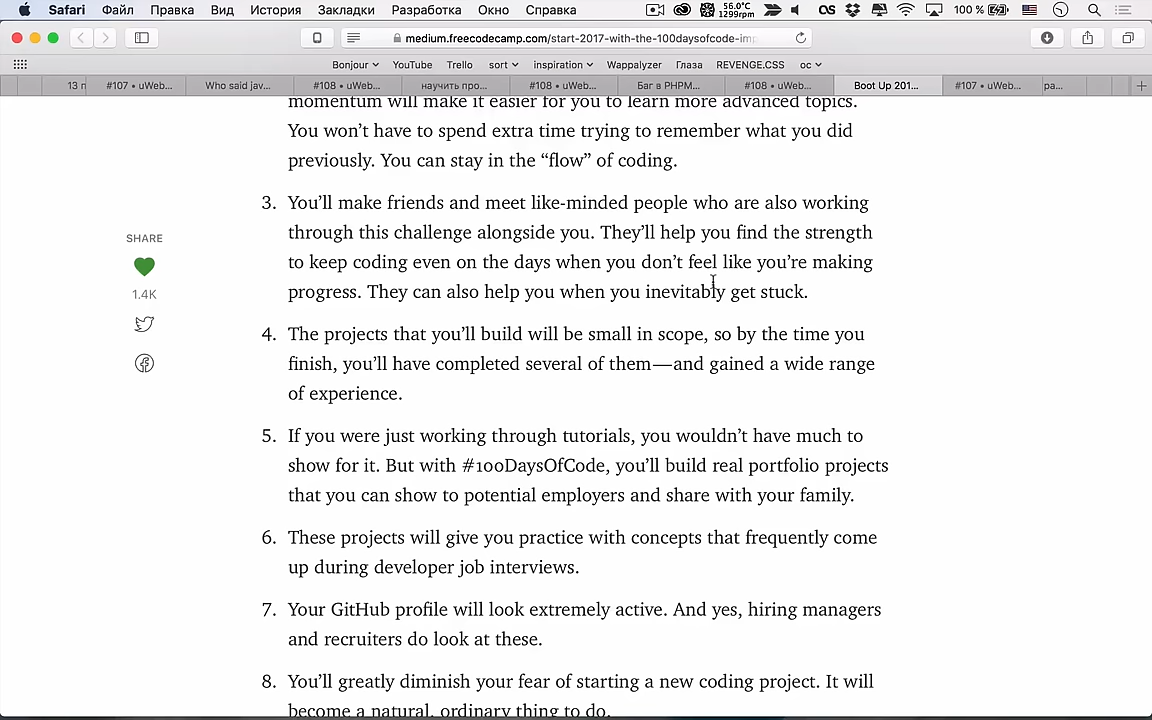 Safari Файл Правка Вид История Закладки Разработка Окно Справка 56.0°C 1299rpm 100 %
medium.freecodecamp.com/start-2017-with-the-100daysofcode-im
Bonjour YouTube Trello sort inspiration Wappalyzer Глаза REVENGE.CSS ос
13 п #107 • uWeb... Who said jav... #108 • uWeb... научить про... #108 • uWeb... Баг в PHPM... #108 • uWeb... Boot Up 201... #107 • uWeb... ра...
momentum will make it easier for you to learn more advanced topics.
You won’t have to spend extra time trying to remember what you did
previously. You can stay in the “flow” of coding.
3. You’ll make friends and meet like-minded people who are also working
through this challenge alongside you. They’ll help you find the strength
to keep coding even on the days when you don’t feel like you’re making
progress. They can also help you when you inevitably get stuck.
SHARE
1.4K
4. The projects that you’ll build will be small in scope, so by the time you
finish, you’ll have completed several of them—and gained a wide range
of experience.
5. If you were just working through tutorials, you wouldn’t have much to
show for it. But with #100DaysOfCode, you’ll build real portfolio projects
that you can show to potential employers and share with your family.
6. These projects will give you practice with concepts that frequently come
up during developer job interviews.
7. Your GitHub profile will look extremely active. And yes, hiring managers
and recruiters do look at these.
8. You’ll greatly diminish your fear of starting a new coding project. It will
become a natural, ordinary thing to do.